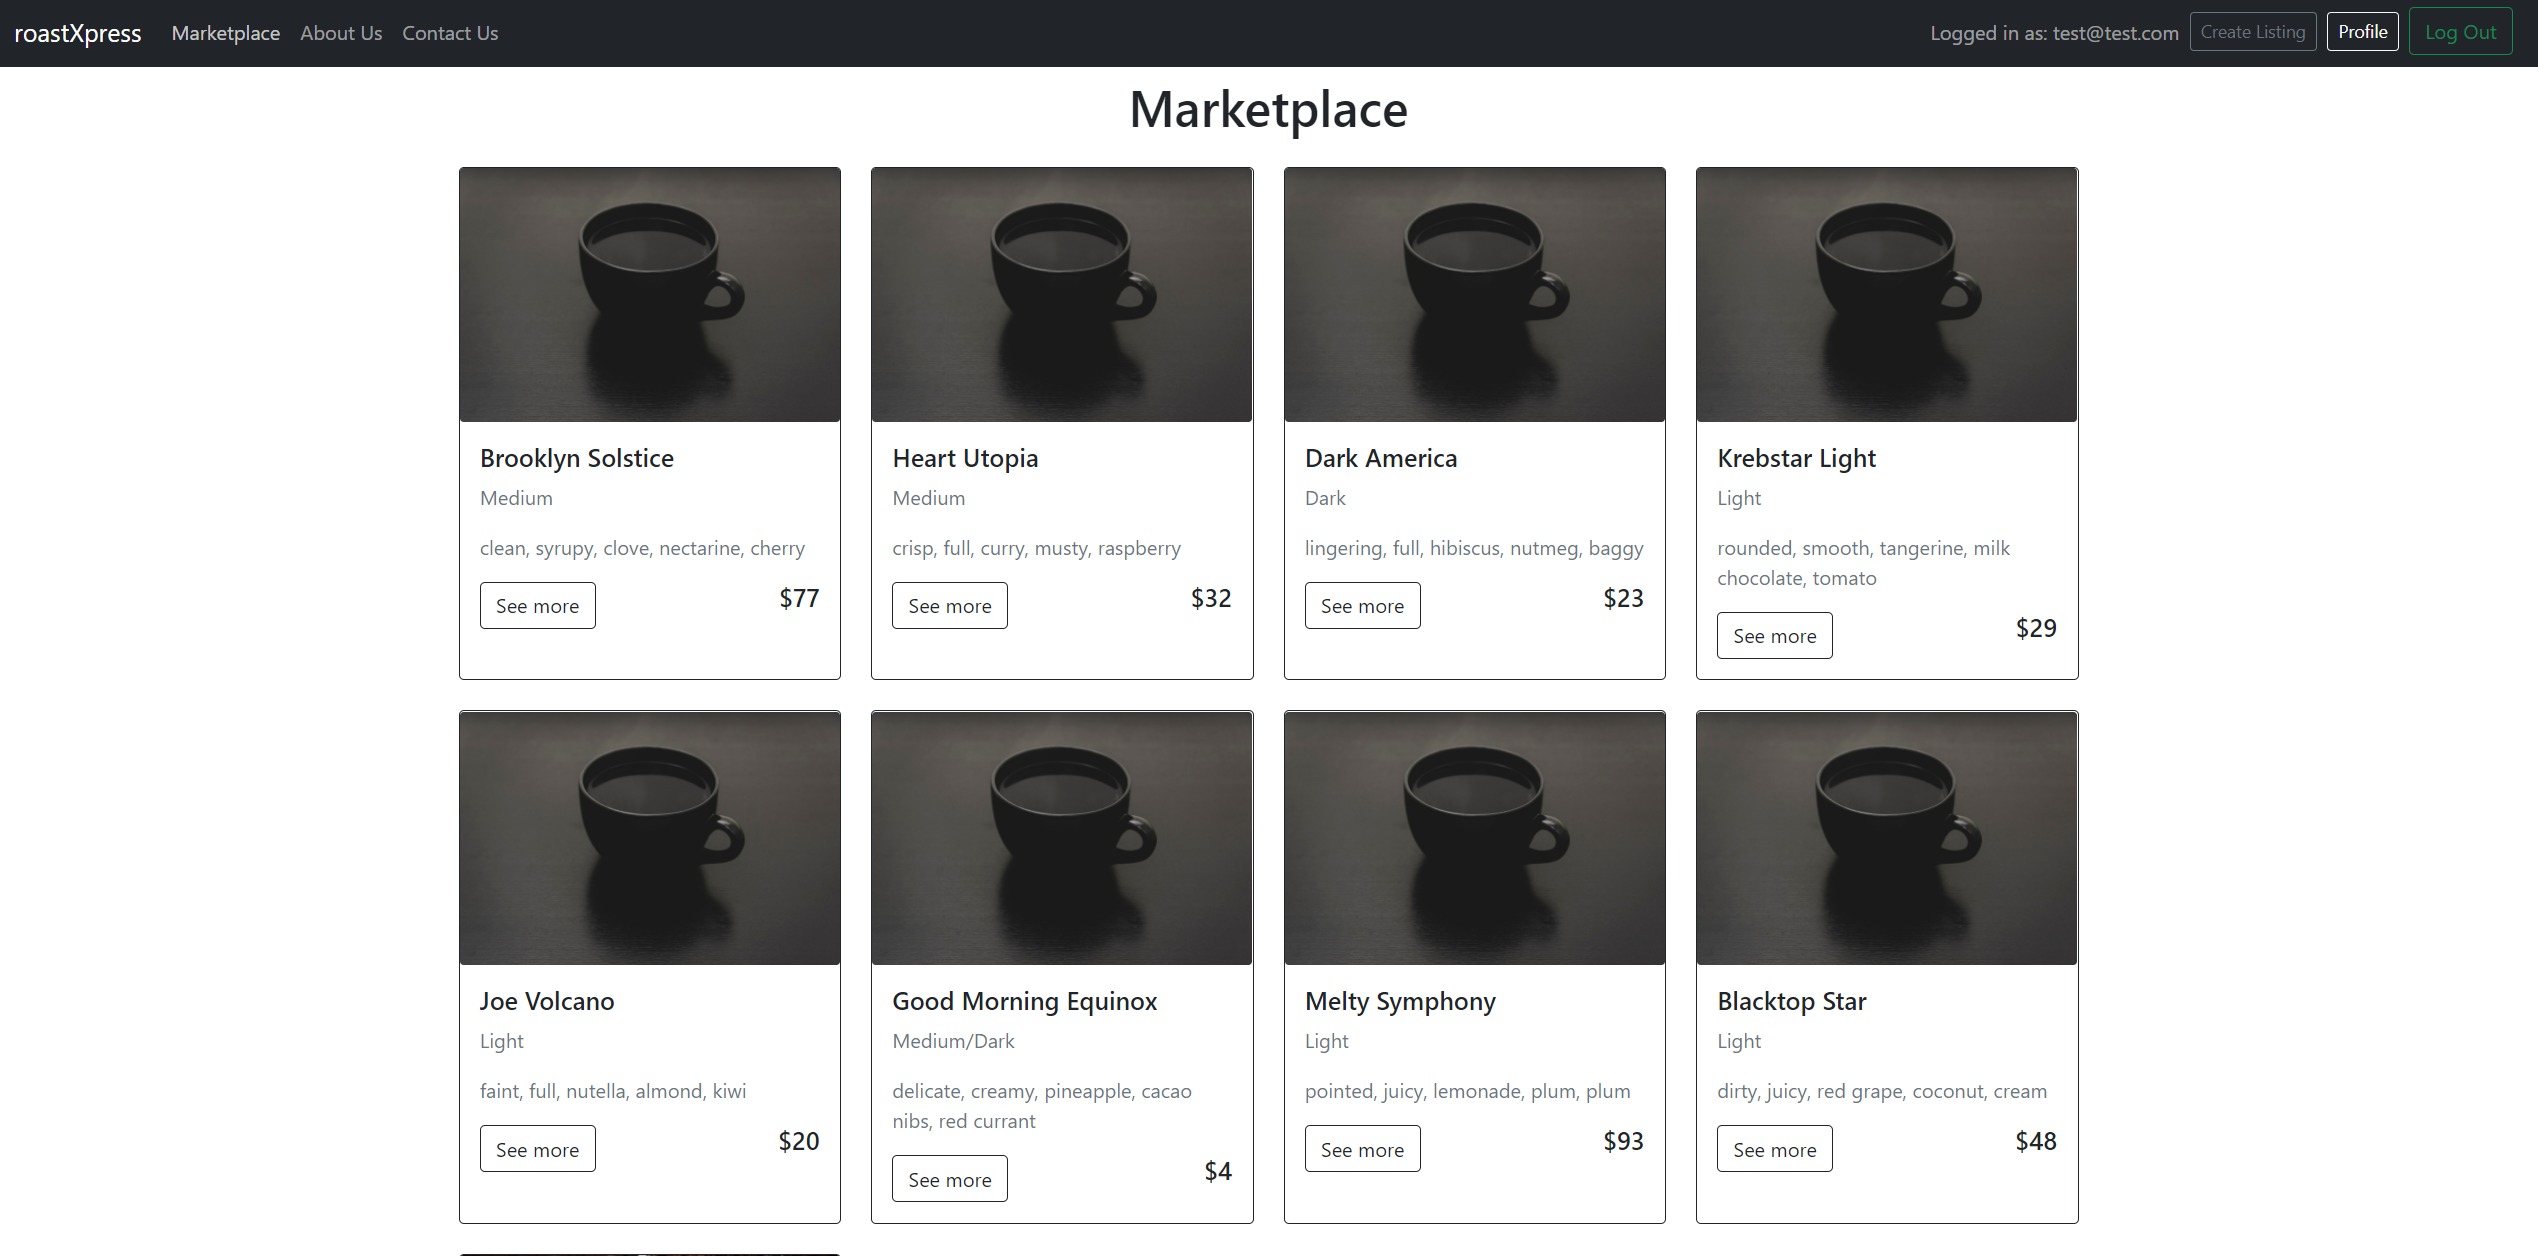 roastXpress Marketplace About Us Contact Us Logged in as: test@test.com Create Listing Profile Log Out
Marketplace
Brooklyn Solstice
Medium
clean, syrupy, clove, nectarine, cherry
See more $77
Heart Utopia
Medium
crisp, full, curry, musty, raspberry
See more $32
Dark America
Dark
lingering, full, hibiscus, nutmeg, baggy
See more $23
Krebstar Light
Light
rounded, smooth, tangerine, milk
chocolate, tomato
See more $29
Joe Volcano
Light
faint, full, nutella, almond, kiwi
See more $20
Good Morning Equinox
Medium/Dark
delicate, creamy, pineapple, cacao
nibs, red currant
See more $4
Melty Symphony
Light
pointed, juicy, lemonade, plum, plum
See more $93
Blacktop Star
Light
dirty, juicy, red grape, coconut, cream
See more $48